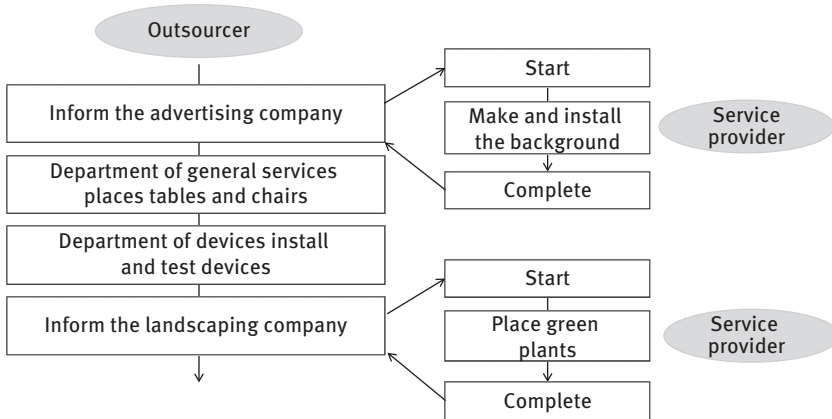 Outsourcer
Inform the advertising company
Department of general services
places tables and chairs
Department of devices install
and test devices
Inform the landscaping company
Start
Make and install
the background
Complete
Service
provider
Start
Place green
plants
Complete
Service
provider